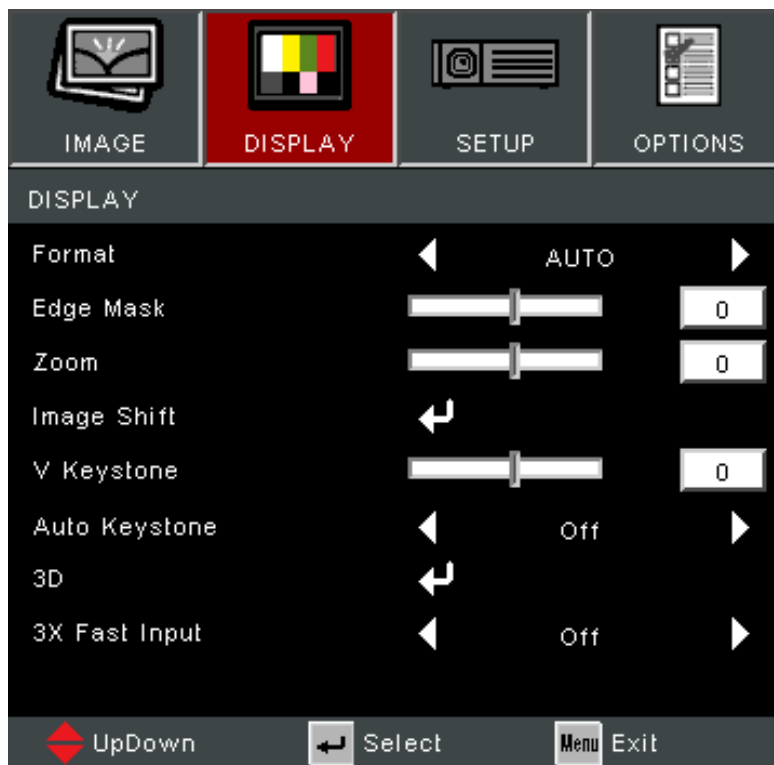 IMAGE DISPLAY SETUP OPTIONS
DISPLAY
Format AUTO
Edge Mask 0
Zoom 0
Image Shift
V Keystone 0
Auto Keystone Off
3D
3X Fast Input Off
UpDown Select Menu Exit